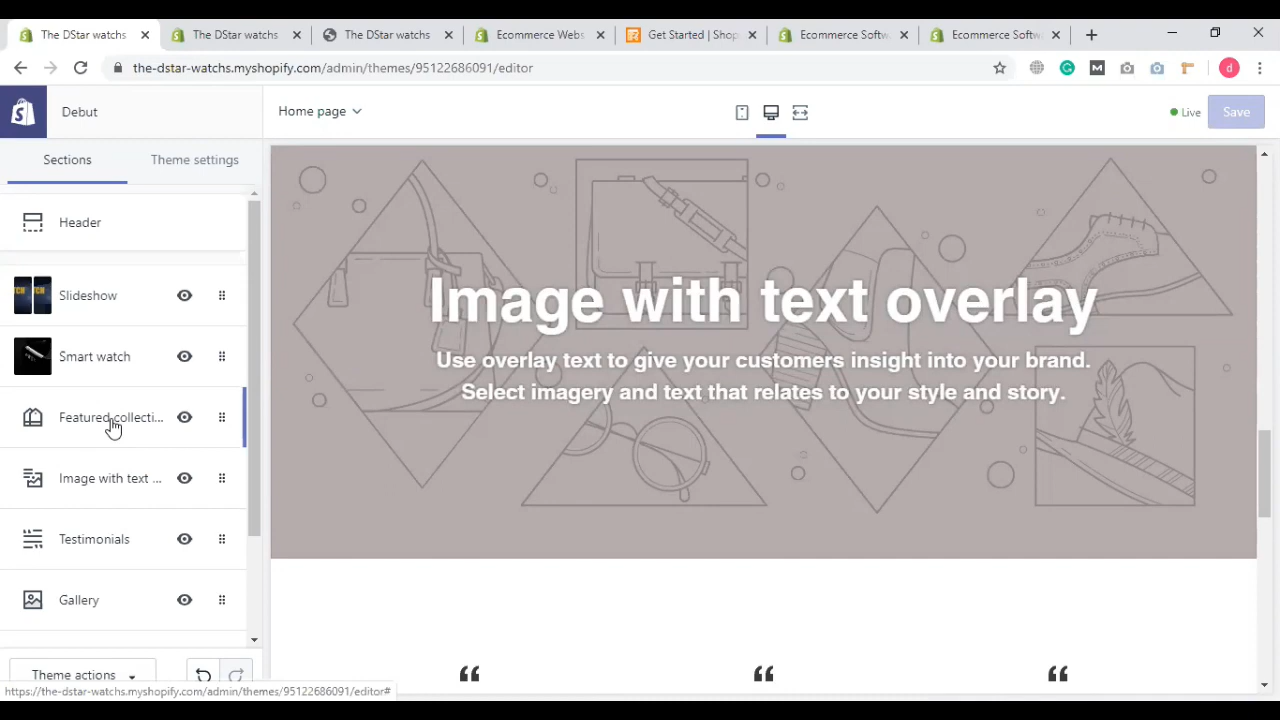 The DStar watchs
The DStar watchs
The DStar watchs
Ecommerce Webs
Get Started | Shop
Ecommerce Softw
Ecommerce Softw
the-dstar-watchs.myshopify.com/admin/themes/95122686091/editor
d
Debut
Home page
Live
Save
Sections
Theme settings
Header
Slideshow
Smart watch
Featured collecti...
Image with text ...
Testimonials
Gallery
Theme actions
https://the-dstar-watchs.myshopify.com/admin/themes/95122686091/editor#
Image with text overlay
Use overlay text to give your customers insight into your brand.
Select imagery and text that relates to your style and story.
“ “ “